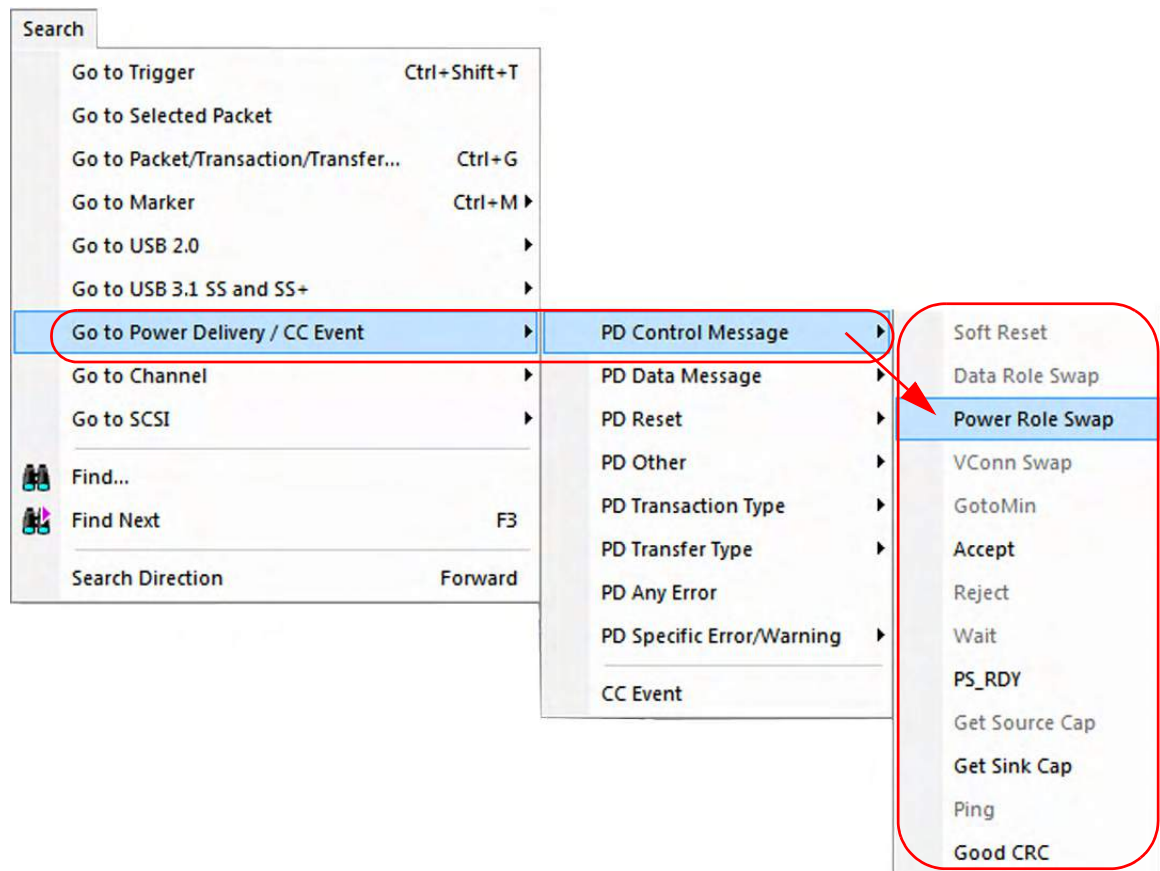 Search
Go to Trigger Ctrl+Shift+T
Go to Selected Packet
Go to Packet/Transaction/Transfer... Ctrl+G
Go to Marker Ctrl+M
Go to USB 2.0
Go to USB 3.1 SS and SS+
Go to Power Delivery / CC Event
Go to Channel
Go to SCSI
Find...
Find Next F3
Search Direction Forward
PD Control Message
PD Data Message
PD Reset
PD Other
PD Transaction Type
PD Transfer Type
PD Any Error
PD Specific Error/Warning
CC Event
Soft Reset
Data Role Swap
Power Role Swap
VConn Swap
GotoMin
Accept
Reject
Wait
PS_RDY
Get Source Cap
Get Sink Cap
Ping
Good CRC